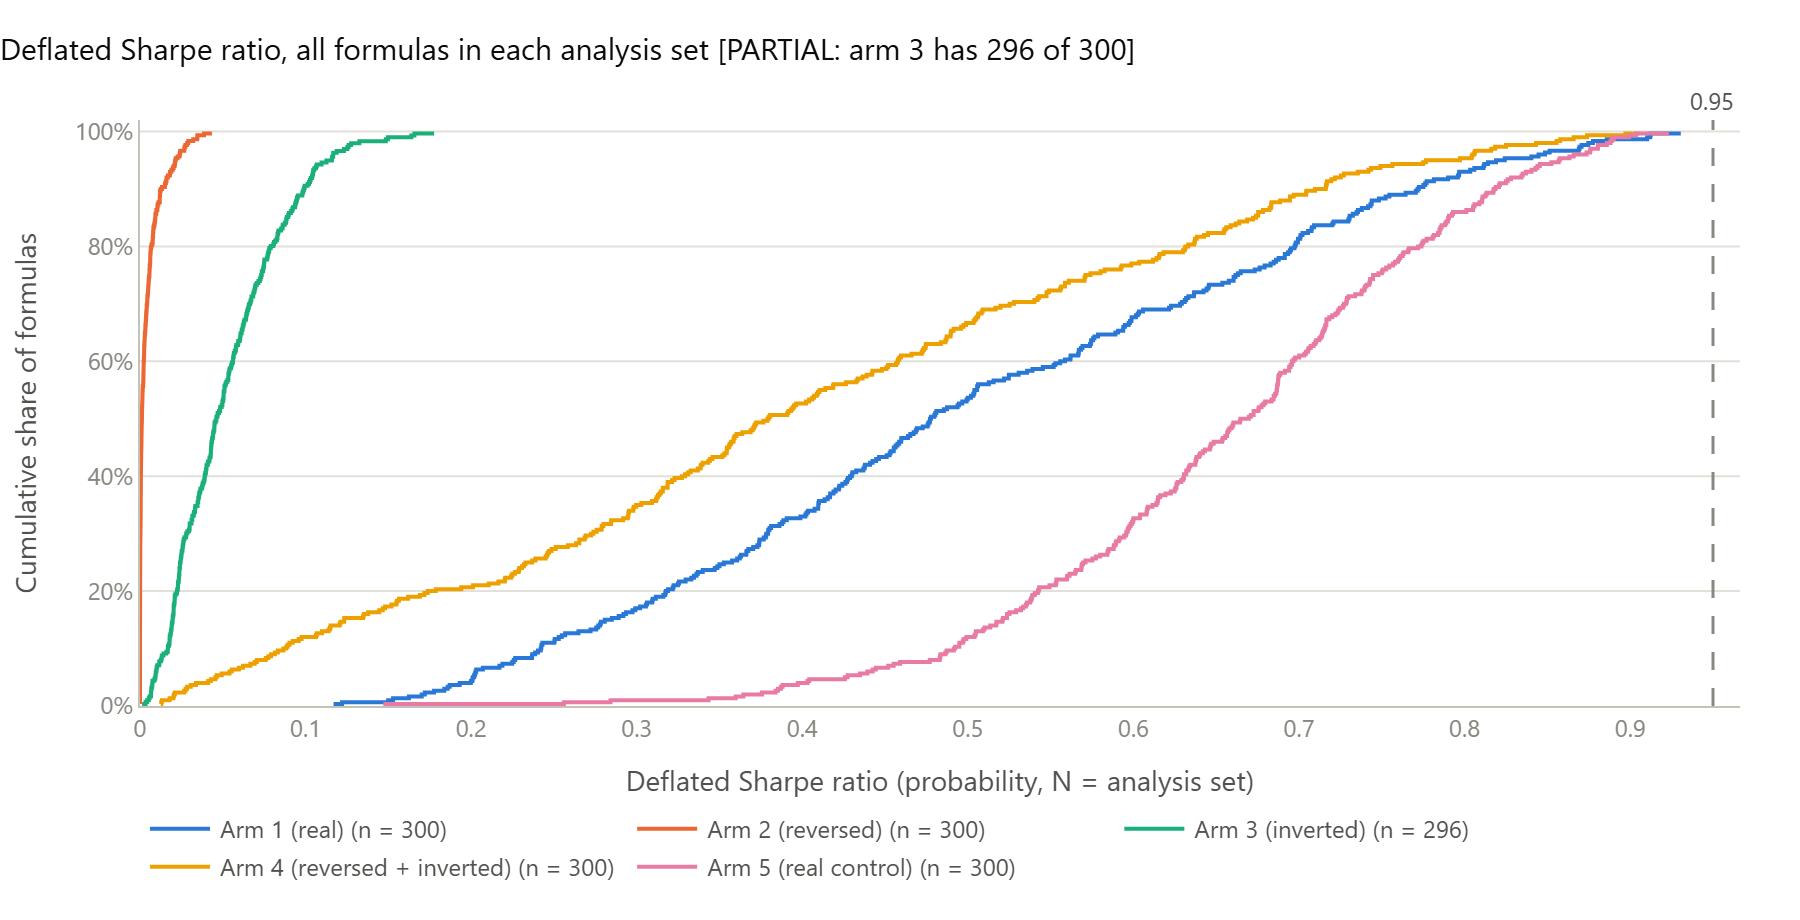 Deflated Sharpe ratio, all formulas in each analysis set [PARTIAL: arm 3 has 296 of 300]
0.95
100%
80%
60%
40%
20%
0%
Cumulative share of formulas
0 0.1 0.2 0.3 0.4 0.5 0.6 0.7 0.8 0.9
Deflated Sharpe ratio (probability, N = analysis set)
Arm 1 (real) (n = 300) Arm 2 (reversed) (n = 300) Arm 3 (inverted) (n = 296)
Arm 4 (reversed + inverted) (n = 300) Arm 5 (real control) (n = 300)